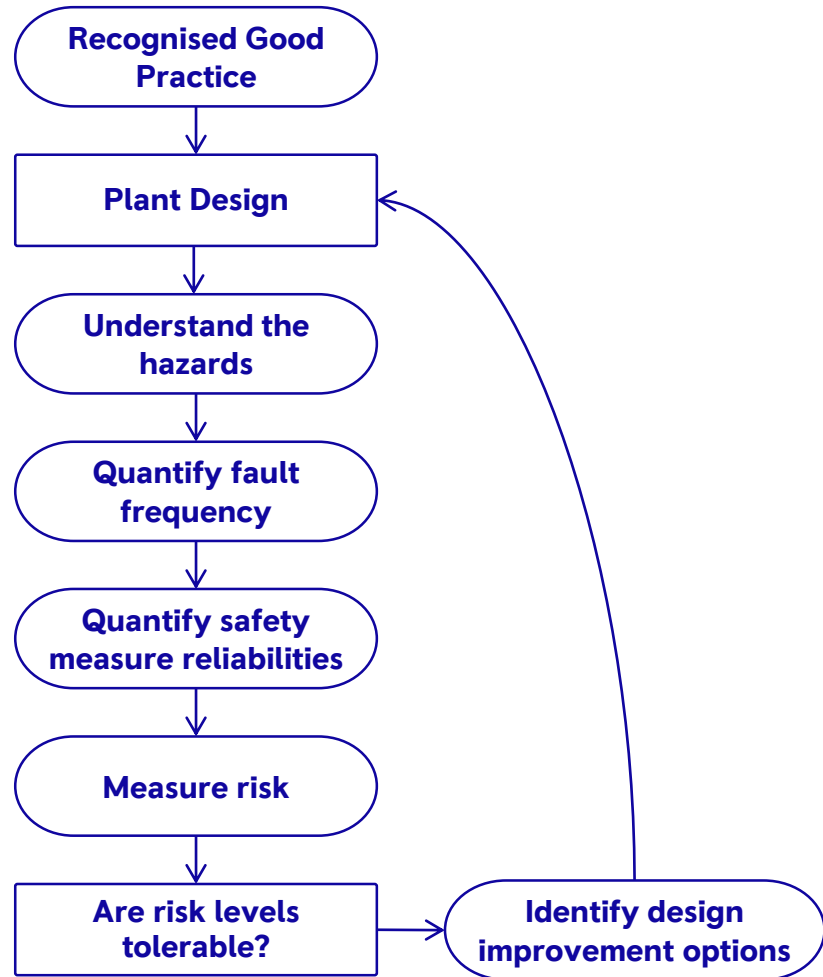 Recognised Good
Practice
Plant Design
Understand the
hazards
Quantify fault
frequency
Quantify safety
measure reliabilities
Measure risk
Are risk levels
tolerable?
Identify design
improvement options